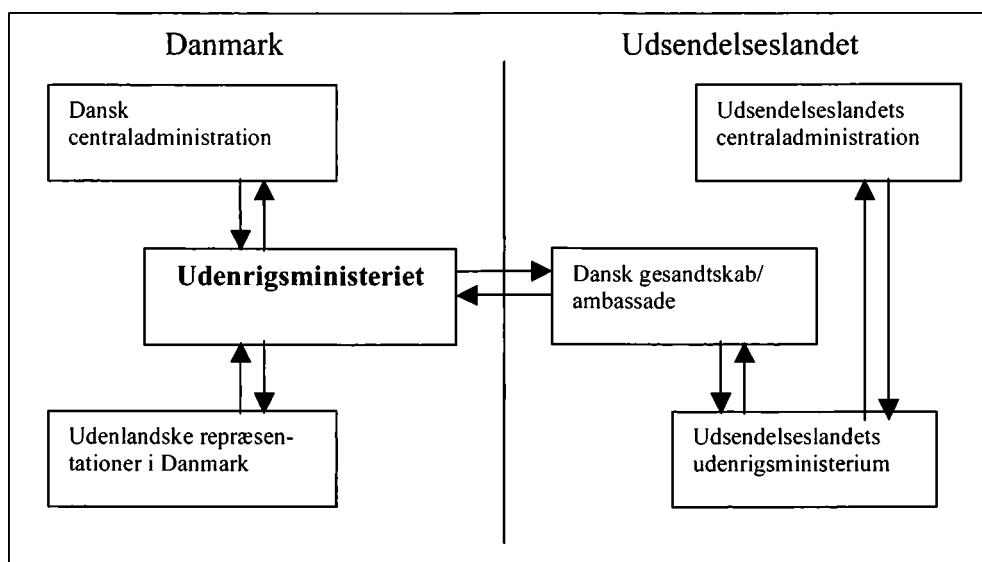 Danmark
Udsendelseslandet
Dansk
centraladministration
Udsendelseslandets
centraladministration
Udenrigsministeriet
Dansk gesandtskab/
ambassade
Udenlandske repræsen-
tationer i Danmark
Udsendelseslandets
udenrigsministerium